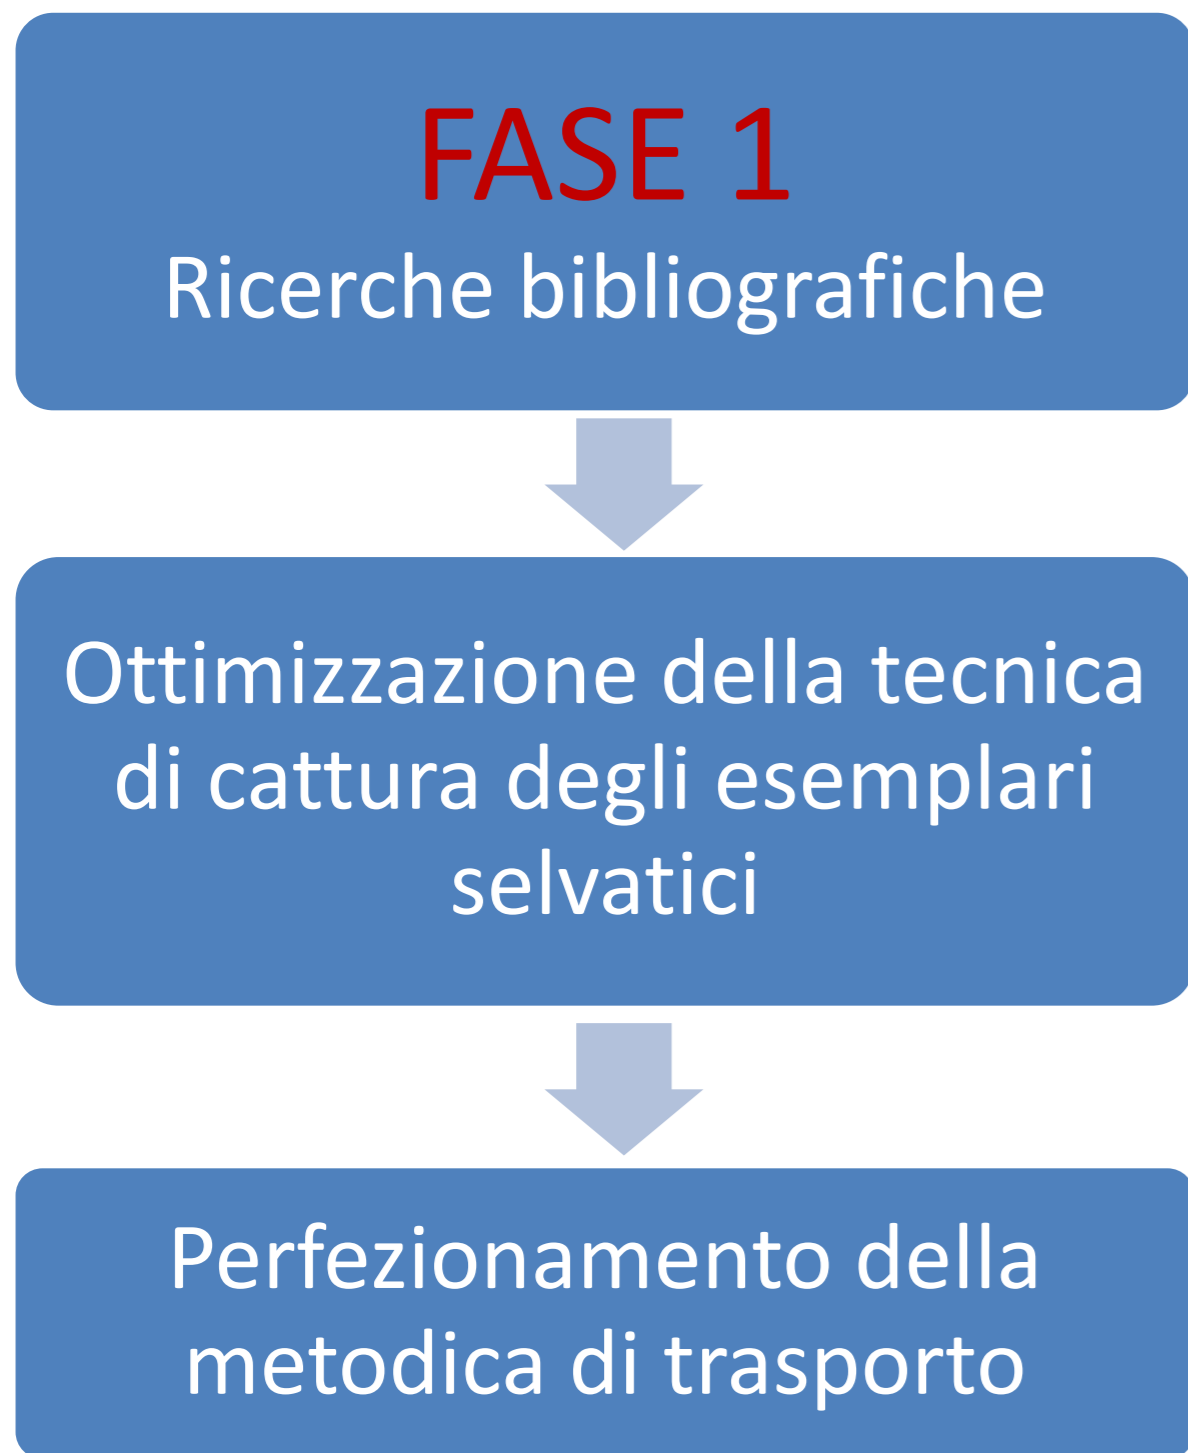 FASE 1
Ricerche bibliografiche
Ottimizzazione della tecnica
di cattura degli esemplari
selvatici
Perfezionamento della
metodica di trasporto